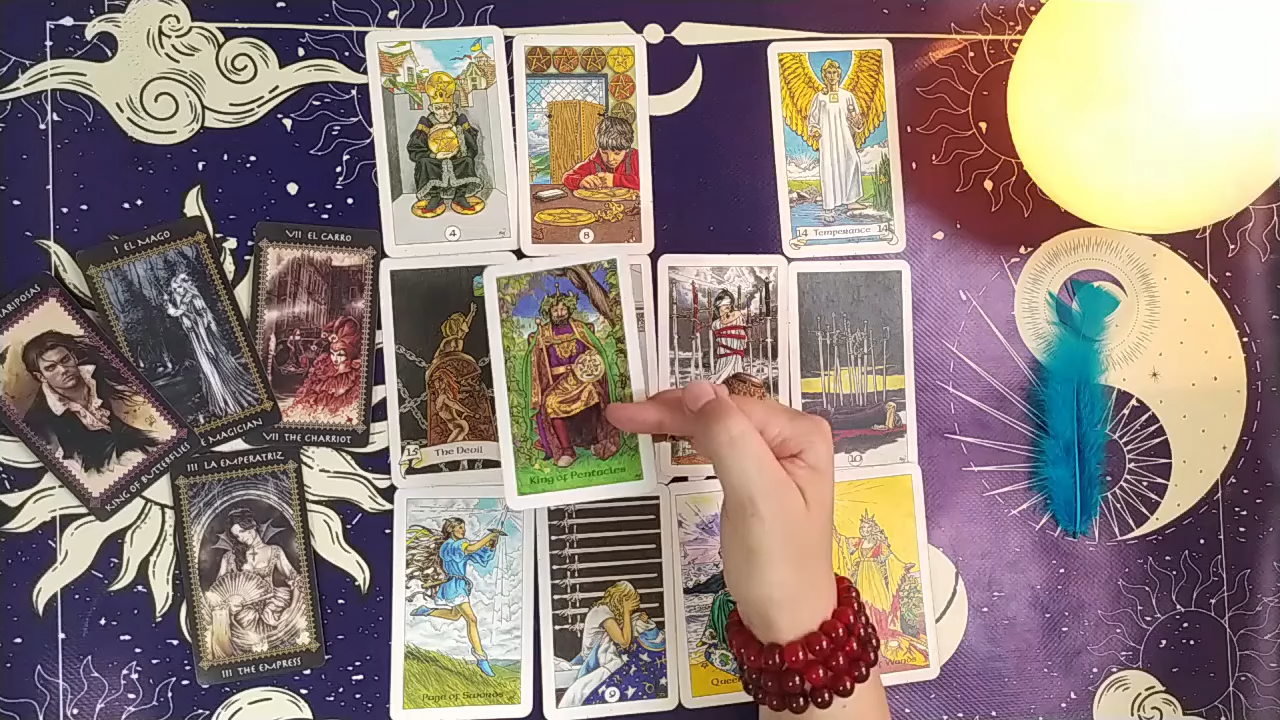 4
8
14 Temperance 14
MARIPOSAS
KING OF BUTTERFLIES
I EL MAGO
THE MAGICIAN
VII EL CARRO
VII THE CHARRIOT
III LA EMPERATRIZ
III THE EMPRESS
15 The Devil
King of Pentacles
10
Page of Swords
9
Queen
Wands